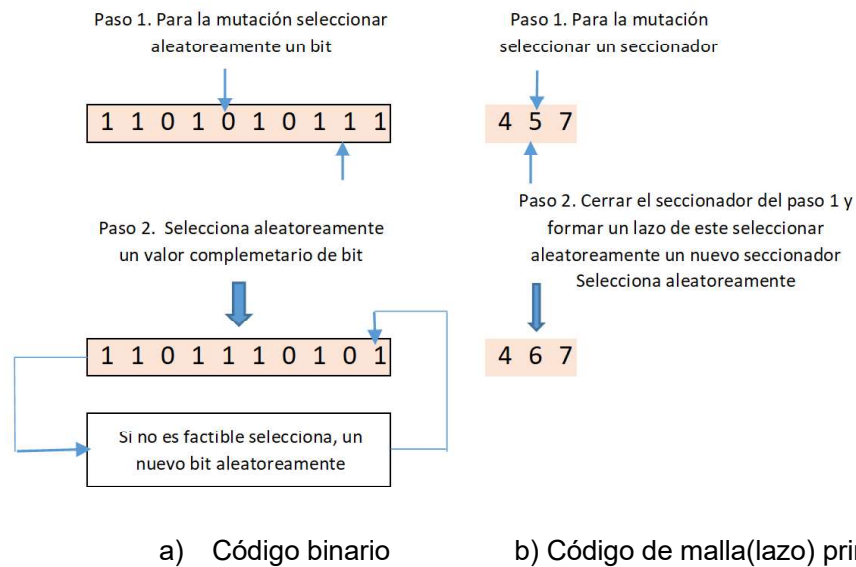 Paso 1. Para la mutación seleccionar
aleatoreamente un bit
1 1 0 1 0 1 0 1 1 1
Paso 2. Selecciona aleatoreamente
un valor complemetario de bit
1 1 0 1 1 1 0 1 0 1
Si no es factible selecciona, un
nuevo bit aleatoreamente
a) Código binario
Paso 1. Para la mutación
seleccionar un seccionador
4 5 7
Paso 2. Cerrar el seccionador del paso 1 y
formar un lazo de este seleccionar
aleatoreamente un nuevo seccionador
Selecciona aleatoreamente
4 6 7
b) Código de malla(lazo)